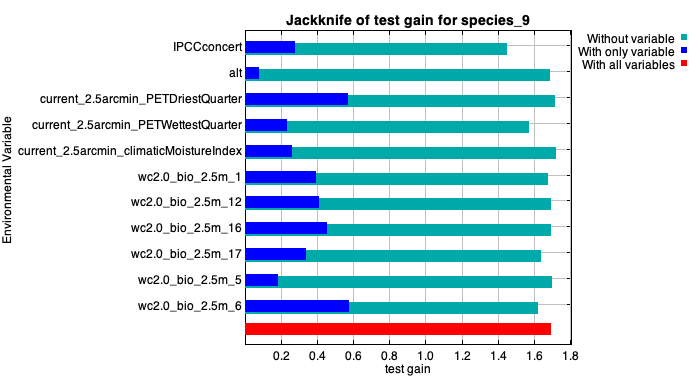 Jackknife of test gain for species_9
Without variable
With only variable
With all variables
Environmental Variable
IPCCconcert
alt
current_2.5arcmin_PETDriestQuarter
current_2.5arcmin_PETWettestQuarter
current_2.5arcmin_climaticMoistureIndex
wc2.0_bio_2.5m_1
wc2.0_bio_2.5m_12
wc2.0_bio_2.5m_16
wc2.0_bio_2.5m_17
wc2.0_bio_2.5m_5
wc2.0_bio_2.5m_6
0.2 0.4 0.6 0.8 1.0 1.2 1.4 1.6 1.8
test gain